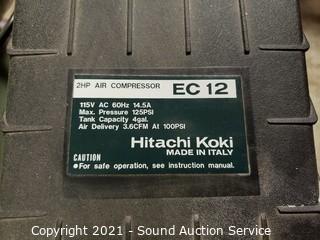 2HP AIR COMPRESSOR EC 12
115V AC 60Hz 14.5A
Max. Pressure 125PSI
Tank Capacity 4gal.
Air Delivery 3.6CFM At 100PSI
Hitachi Koki
MADE IN ITALY
CAUTION
•For safe operation, see instruction manual.
Copyright 2021 - Sound Auction Service